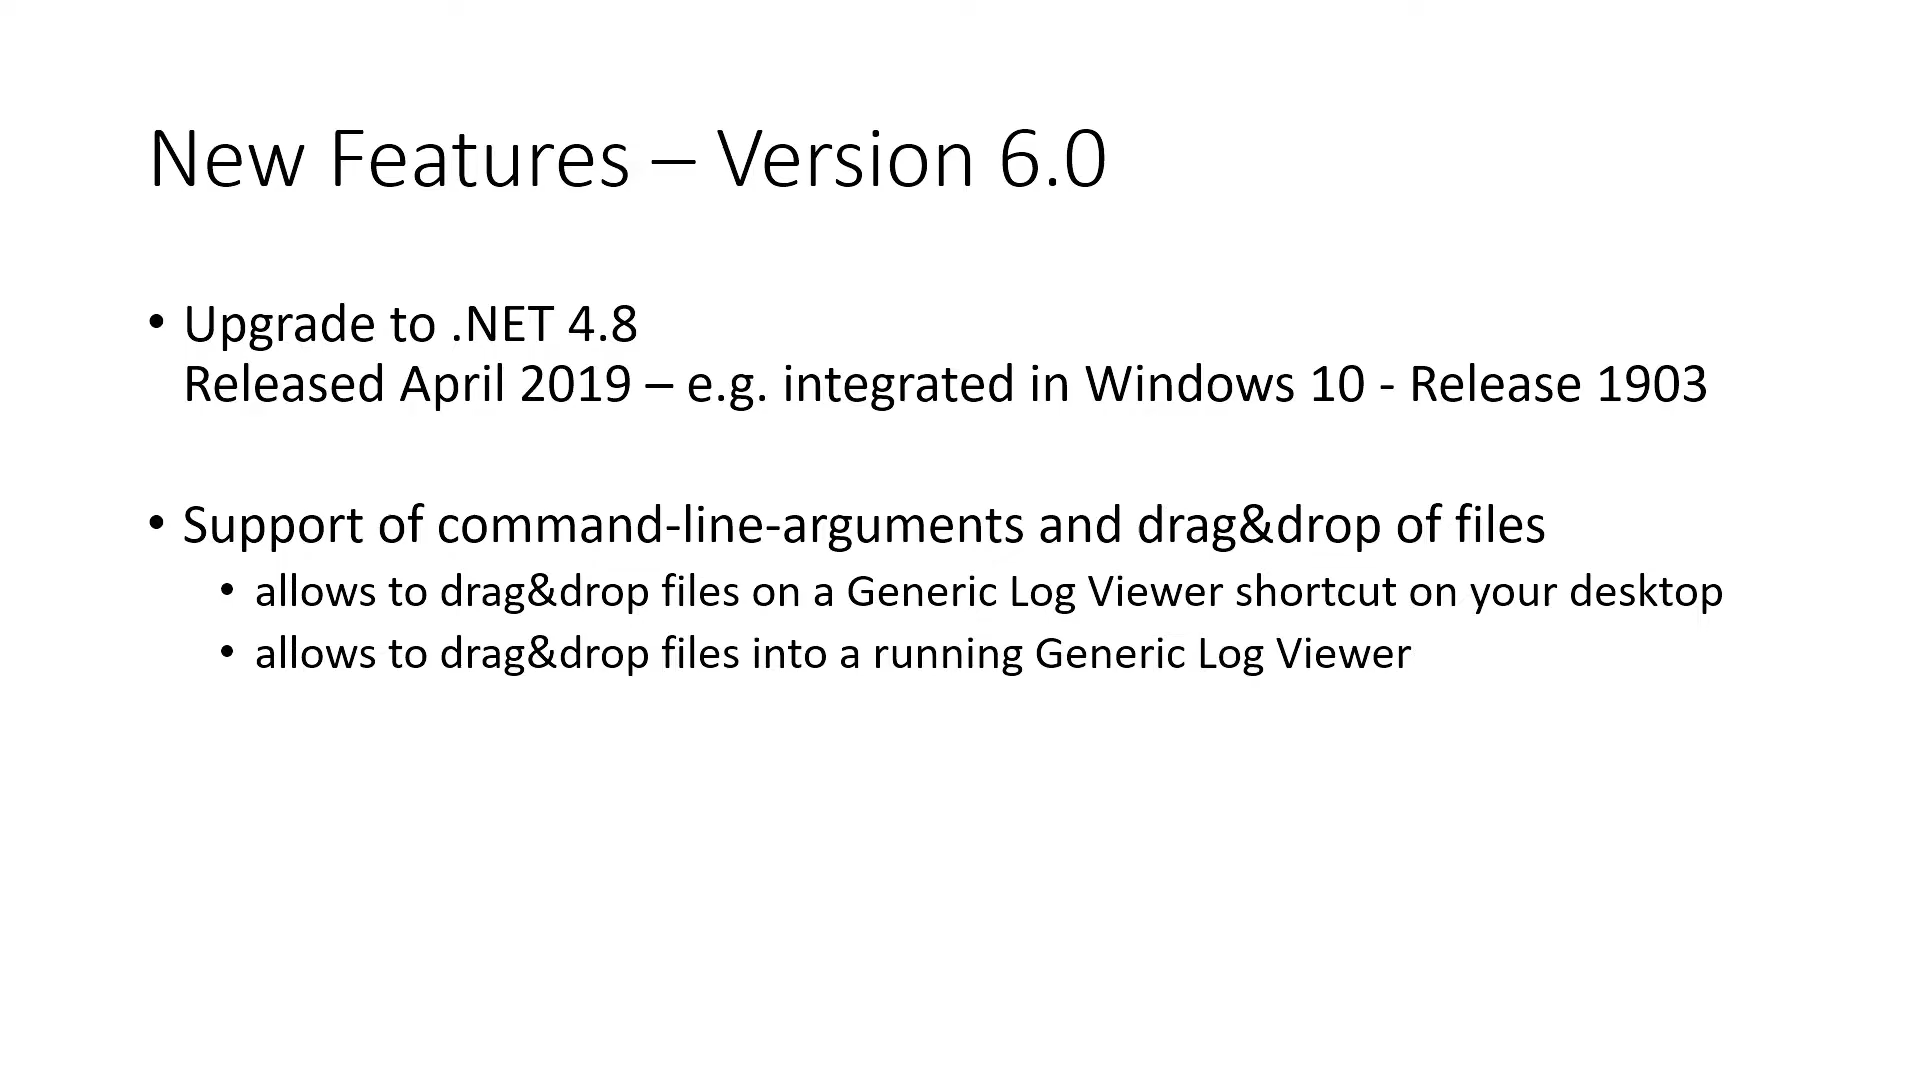 New Features – Version 6.0
• Upgrade to .NET 4.8
Released April 2019 – e.g. integrated in Windows 10 - Release 1903
• Support of command-line-arguments and drag&drop of files
• allows to drag&drop files on a Generic Log Viewer shortcut on your desktop
• allows to drag&drop files into a running Generic Log Viewer